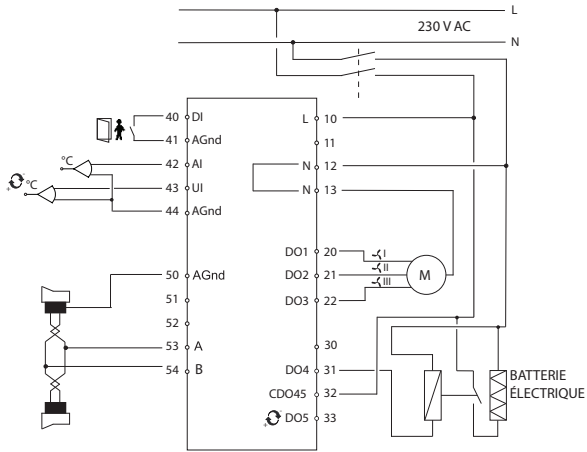 L
230 V AC
N
40 DI
41 AGnd
°C
42 AI
°C
43 UI
44 AGnd
50 AGnd
51
52
53 A
54 B
L 10
11
N 12
N 13
DO1 20 I
DO2 21 II
DO3 22 III
M
30
DO4 31
CDO45 32
DO5 33
BATTERIE
ÉLECTRIQUE